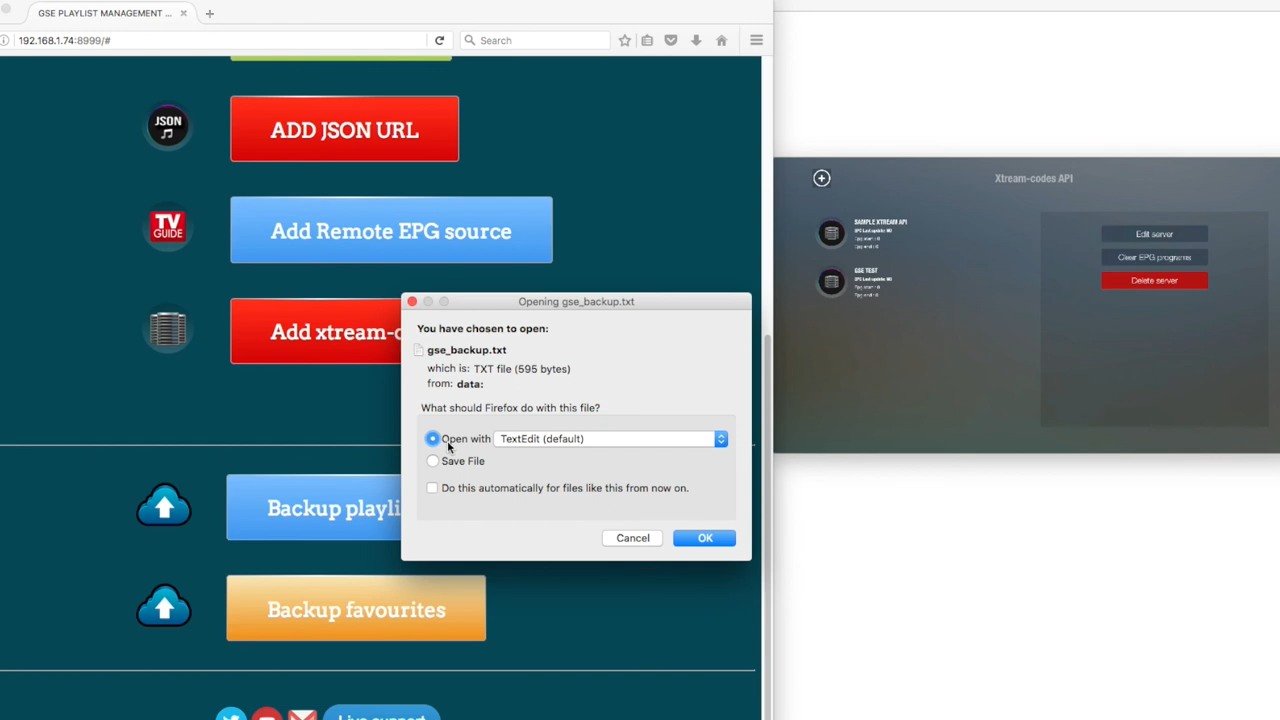 GSE PLAYLIST MANAGEMENT ...
192.168.1.74:8999/#
Search
JSON
ADD JSON URL
TV
GUIDE
Add Remote EPG source
Add xtream-c
Backup playli
Backup favourites
Live support
Opening gse_backup.txt
You have chosen to open:
gse_backup.txt
which is: TXT file (595 bytes)
from: data:
What should Firefox do with this file?
Open with TextEdit (default)
Save File
Do this automatically for files like this from now on.
Cancel OK
Xtream-codes API
SAMPLE XTREAM API
GSE TEST
Edit server
Clear EPG programs
Delete server